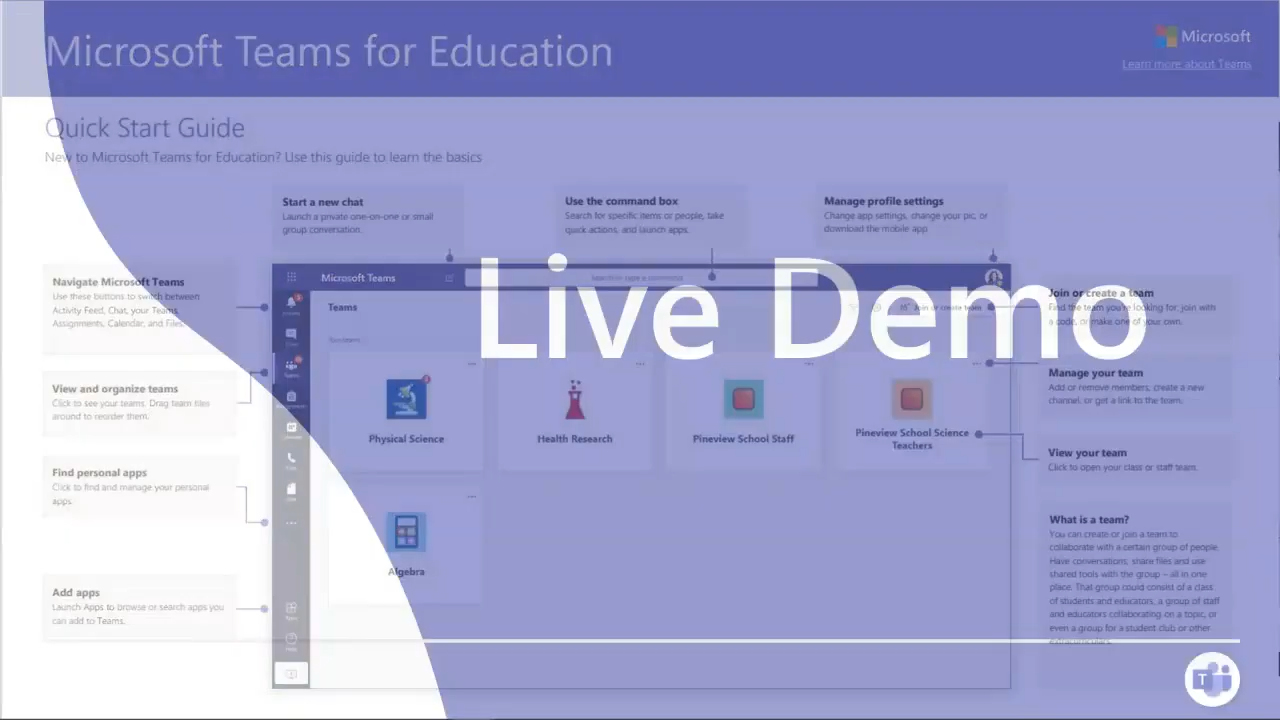 Microsoft Teams for Education
Microsoft
Learn more about Teams
Quick Start Guide
New to Microsoft Teams for Education? Use this guide to learn the basics
Start a new chat
Launch a private one-on-one or small
group conversation.
Use the command box
Search for specific items or people, take
quick actions, and launch apps.
Manage profile settings
Change app settings, change your pic, or
download the mobile app
Navigate Microsoft Teams
Use these buttons to switch between
Activity Feed, Chat, your Teams,
Assignments, Calendar, and Files.
View and organize teams
Click to see your teams. Drag team tiles
around to reorder them.
Find personal apps
Click to find and manage your personal
apps.
Add apps
Launch Apps to browse or search apps you
can add to Teams.
Microsoft Teams
Search or type a command
Teams
Join or create team
Physical Science
Health Research
Pineview School Staff
Pineview School Science
Teachers
Algebra
Live Demo
Join or create a team
Find the team you're looking for, join with
a code, or make one of your own.
Manage your team
Add or remove members, create a new
channel, or get a link to the team.
View your team
Click to open your class or staff team.
What is a team?
You can create or join a team to
collaborate with a certain group of people.
Have conversations, share files and use
shared tools with the group – all in one
place. That group could consist of a class
of students and educators, a group of staff
and educators collaborating on a topic, or
even a group for a student club or other
extracurriculars.
T